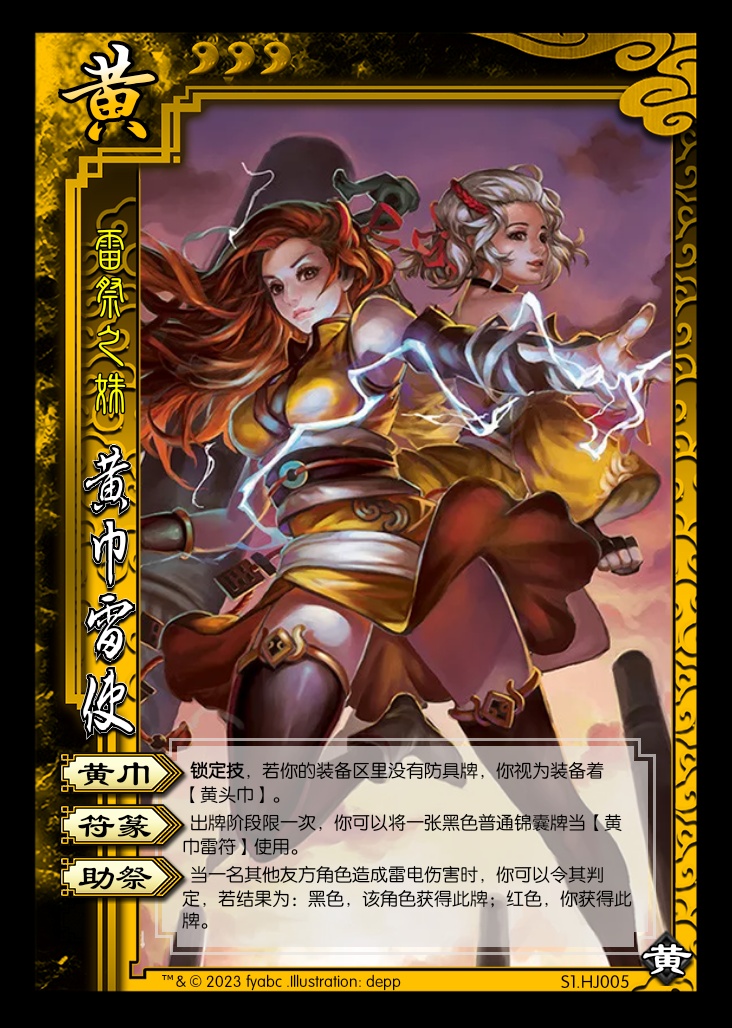 黄
雷祭之姝
黄巾雷使
黄巾
锁定技，若你的装备区里没有防具牌，你视为装备着
【黄头巾】。
符篆
出牌阶段限一次，你可以将一张黑色普通锦囊牌当【黄
巾雷符】使用。
助祭
当一名其他友方角色造成雷电伤害时，你可以令其判
定，若结果为：黑色，该角色获得此牌；红色，你获得此
牌。
™& © 2023 fyabc .Illustration: depp
S1.HJ005
黄